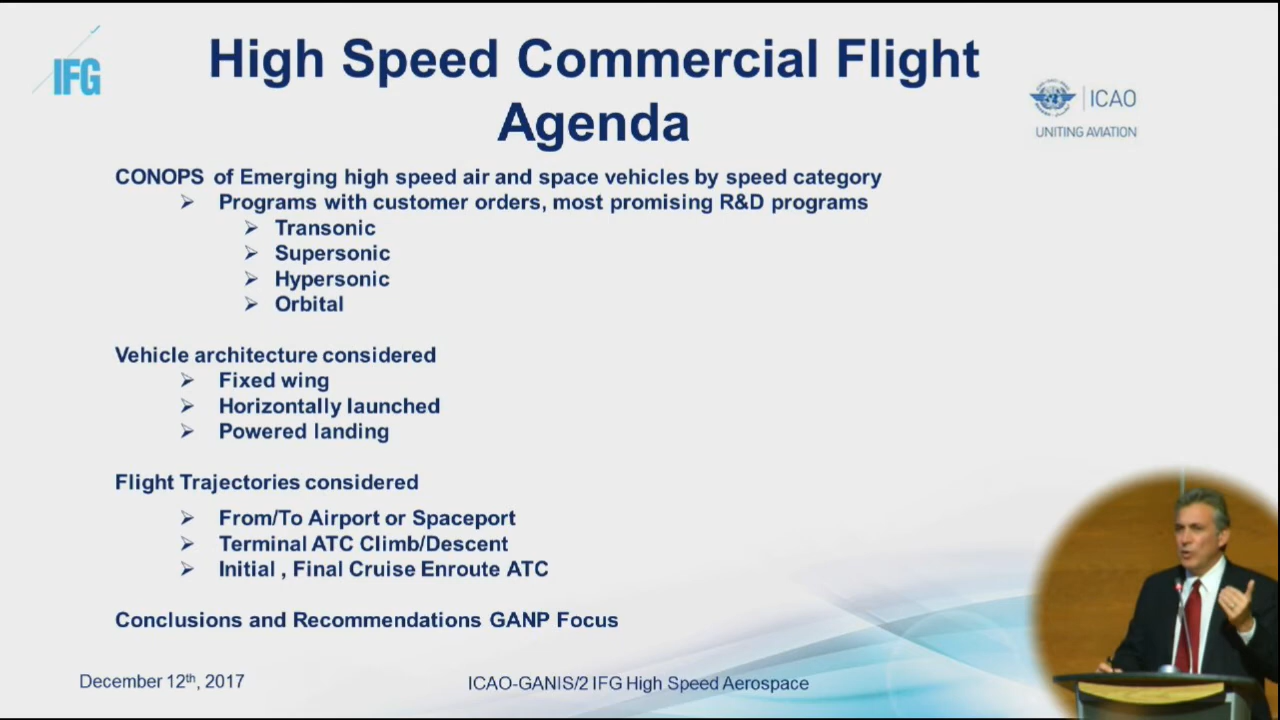 IFG
High Speed Commercial Flight
Agenda
ICAO
UNITING AVIATION
CONOPS of Emerging high speed air and space vehicles by speed category
➢ Programs with customer orders, most promising R&D programs
➢ Transonic
➢ Supersonic
➢ Hypersonic
➢ Orbital
Vehicle architecture considered
➢ Fixed wing
➢ Horizontally launched
➢ Powered landing
Flight Trajectories considered
➢ From/To Airport or Spaceport
➢ Terminal ATC Climb/Descent
➢ Initial , Final Cruise Enroute ATC
Conclusions and Recommendations GANP Focus
December 12th, 2017
ICAO-GANIS/2 IFG High Speed Aerospace